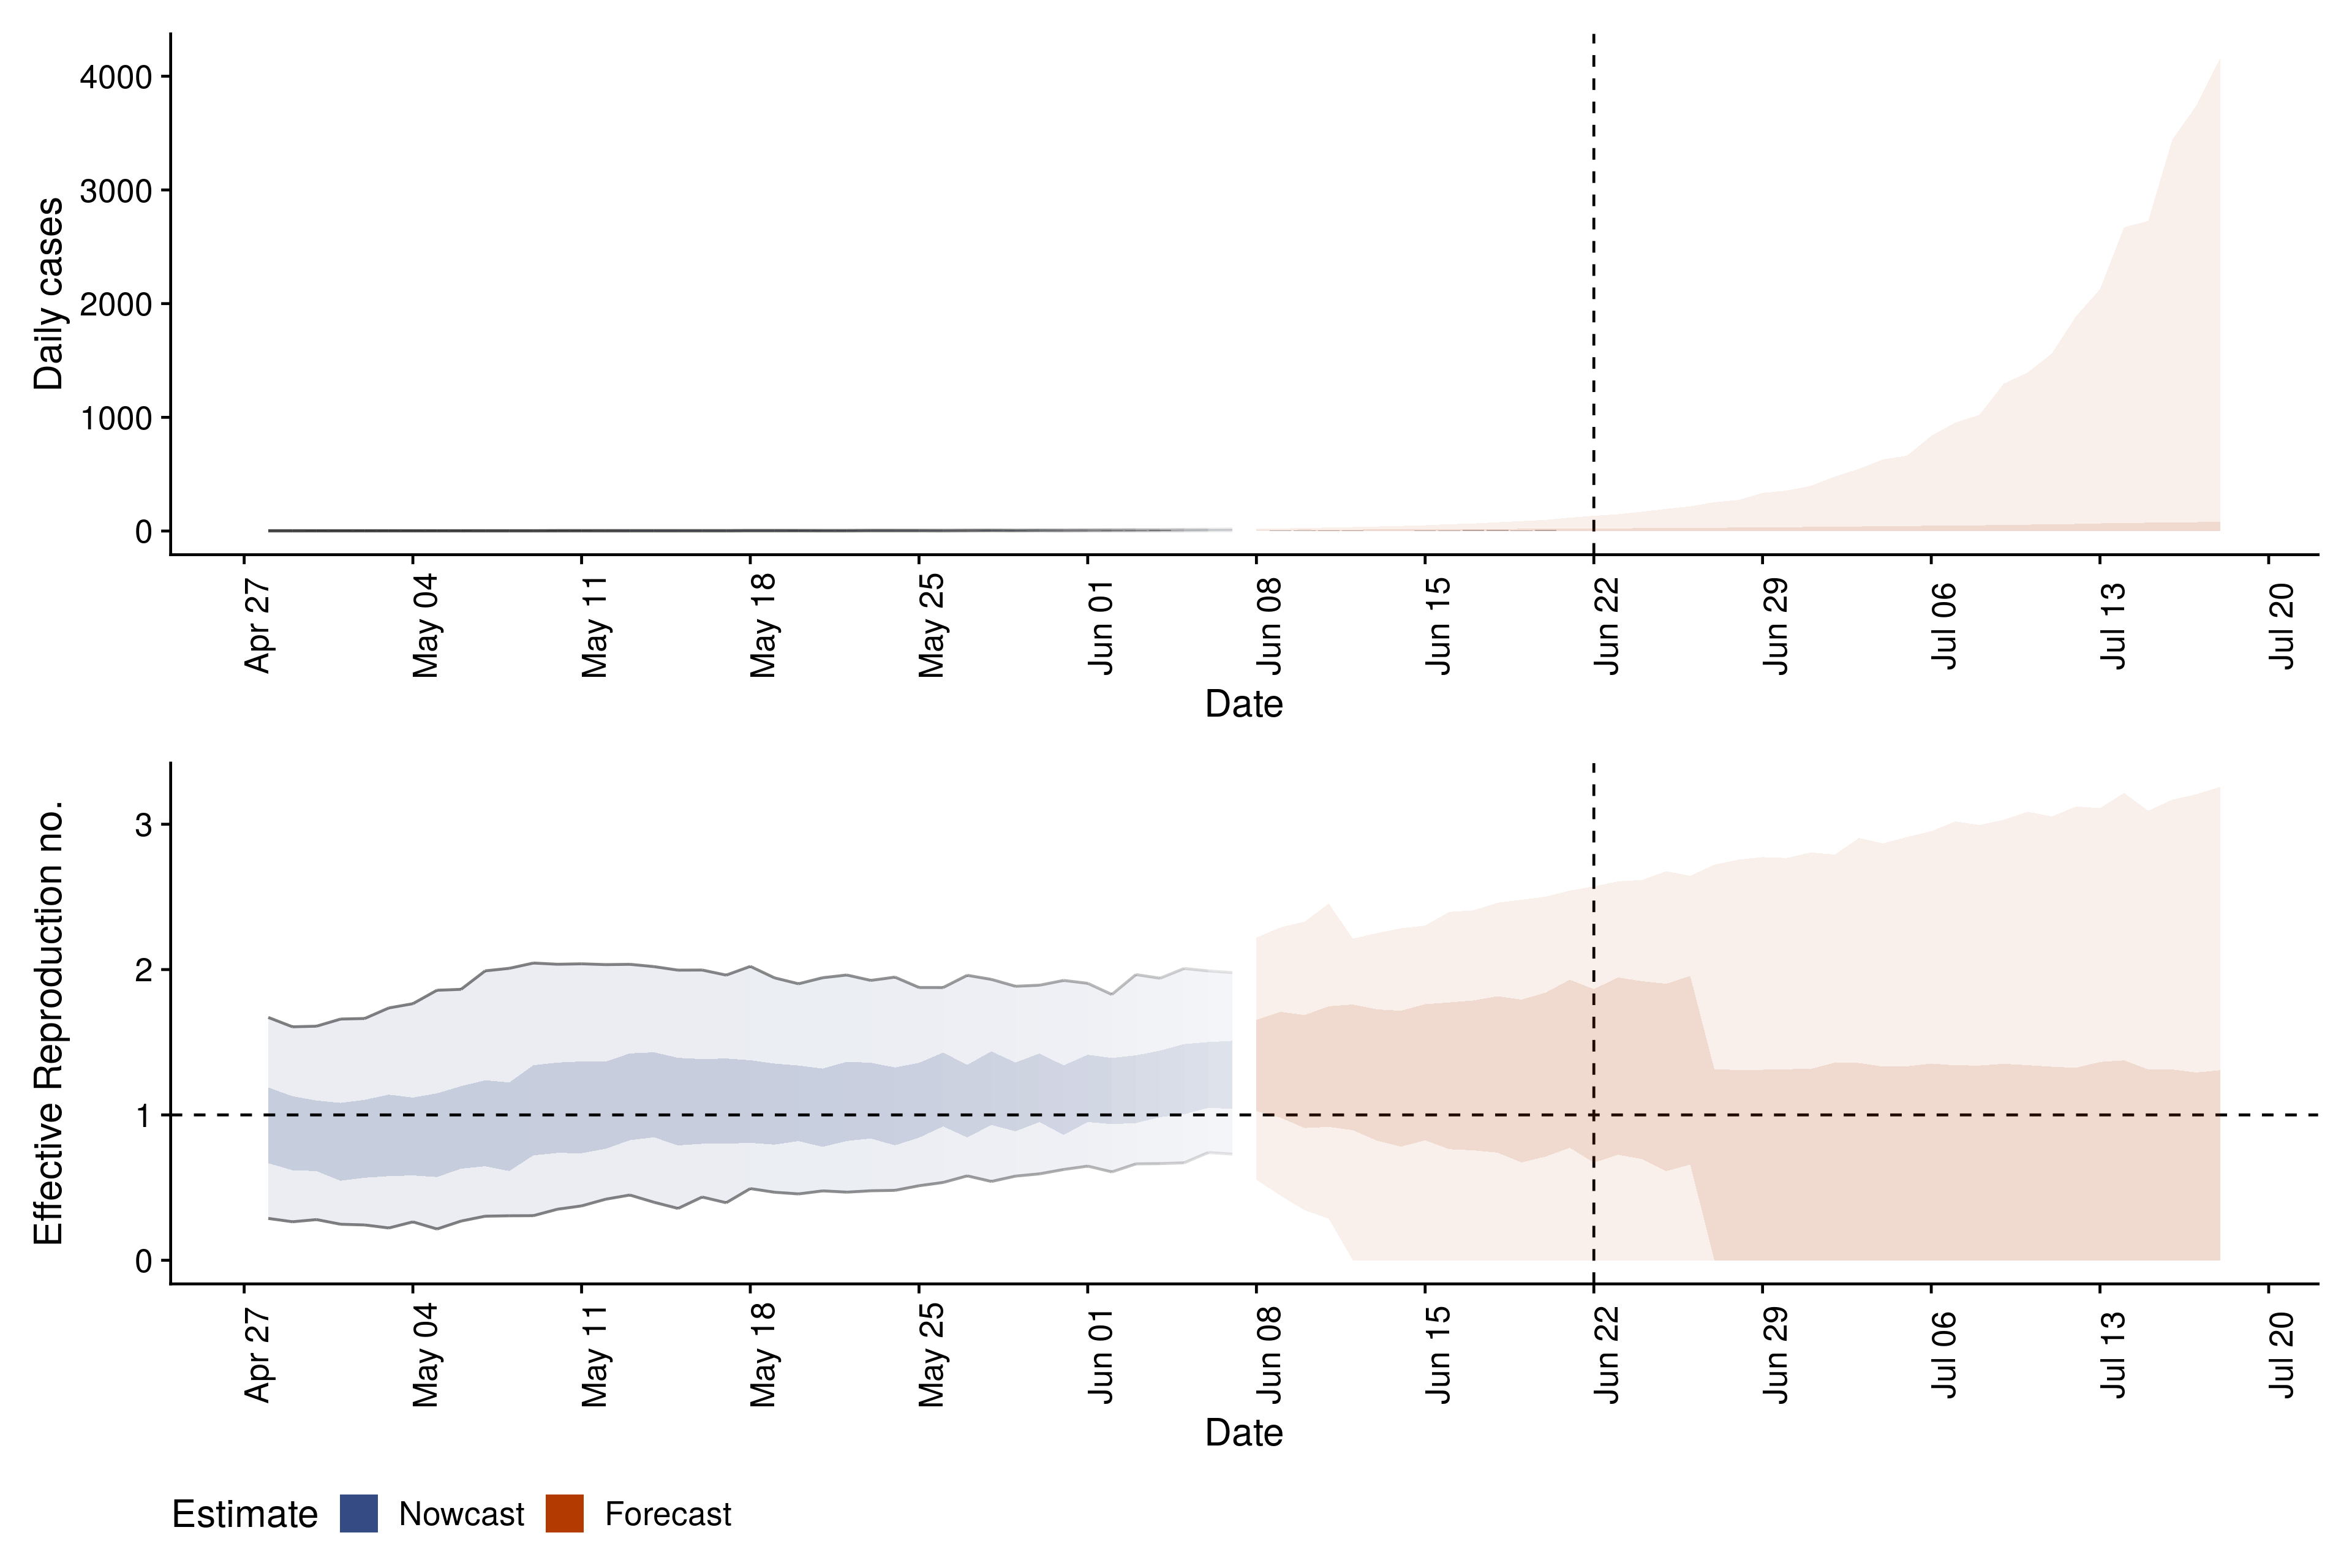 Daily cases
4000
3000
2000
1000
0
Apr 27
May 04
May 11
May 18
May 25
Jun 01
Jun 08
Jun 15
Jun 22
Jun 29
Jul 06
Jul 13
Jul 20
Date
Effective Reproduction no.
3
2
1
0
Apr 27
May 04
May 11
May 18
May 25
Jun 01
Jun 08
Jun 15
Jun 22
Jun 29
Jul 06
Jul 13
Jul 20
Date
Estimate Nowcast Forecast